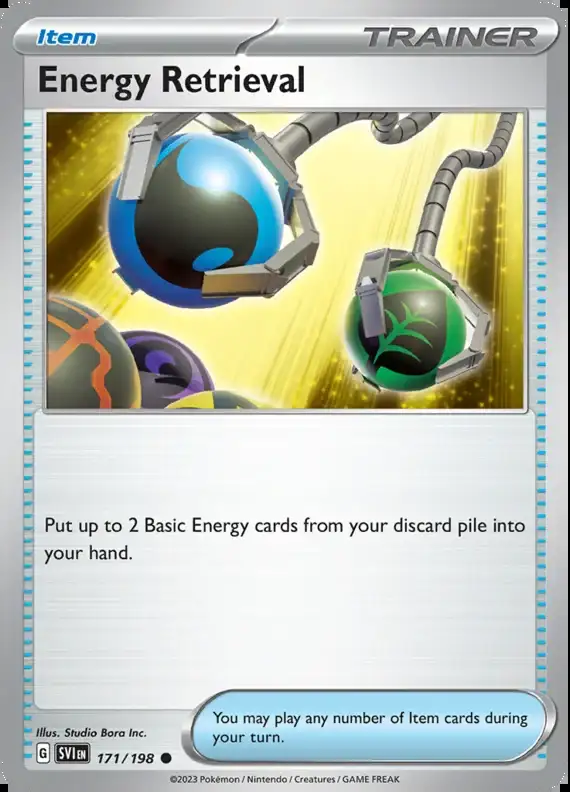 Item
TRAINER
Energy Retrieval
Put up to 2 Basic Energy cards from your discard pile into
your hand.
You may play any number of Item cards during
your turn.
Illus. Studio Bora Inc.
G SVI EN 171/198
©2023 Pokémon / Nintendo / Creatures / GAME FREAK